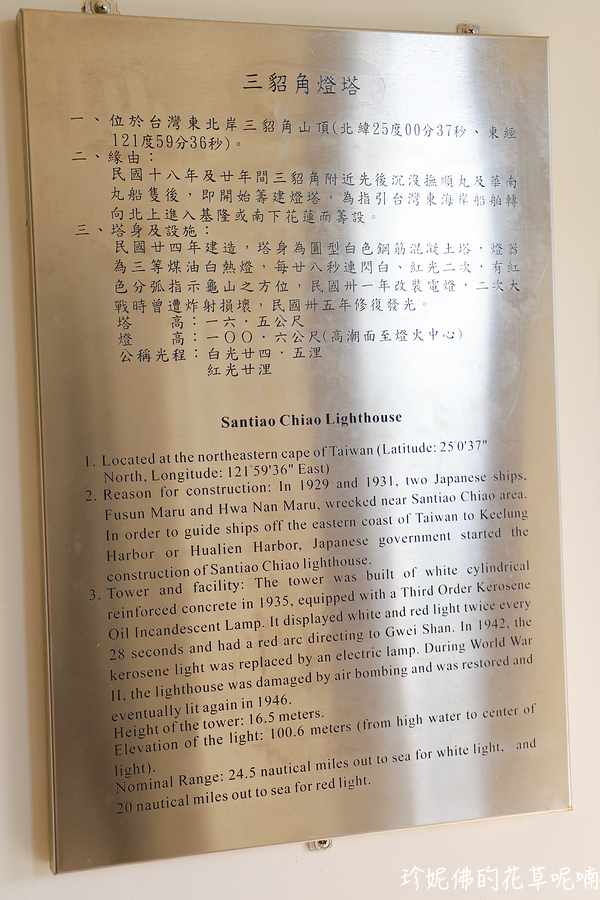 三貂角燈塔
一、位於台灣東北岸三貂角山頂(北緯25度00分37秒、東經
121度59分36秒)。
二、緣由：
民國十八年及廿年間三貂角附近先後沉沒撫順丸及華南
丸船隻後，即開始籌建燈塔，為指引台灣東海岸船舶轉
向北上進入基隆或南下花蓮而籌設。
三、塔身及設施：
民國廿四年建造，塔身為圓型白色鋼筋混凝土塔，燈器
為三等煤油白熱燈，每廿八秒連閃白、紅光二次，有紅
色分弧指示龜山之方位，民國卅一年改裝電燈，二次大
戰時曾遭炸射損壞，民國卅五年修復發光。
塔　　高：一六．五公尺
燈　　高：一〇〇．六公尺(高潮面至燈火中心)
公稱光程：白光廿四．五浬
紅光廿浬
Santiao Chiao Lighthouse
1. Located at the northeastern cape of Taiwan (Latitude: 25°0'37"
North, Longitude: 121°59'36" East)
2. Reason for construction: In 1929 and 1931, two Japanese ships,
Fusun Maru and Hwa Nan Maru, wrecked near Santiao Chiao area.
In order to guide ships off the eastern coast of Taiwan to Keelung
Harbor or Hualien Harbor, Japanese government started the
construction of Santiao Chiao lighthouse.
3. Tower and facility: The tower was built of white cylindrical
reinforced concrete in 1935, equipped with a Third Order Kerosene
Oil Incandescent Lamp. It displayed white and red light twice every
28 seconds and had a red arc directing to Gwei Shan. In 1942, the
kerosene light was replaced by an electric lamp. During World War
II, the lighthouse was damaged by air bombing and was restored and
eventually lit again in 1946.
Height of the tower: 16.5 meters.
Elevation of the light: 100.6 meters (from high water to center of
light).
Nominal Range: 24.5 nautical miles out to sea for white light, and
20 nautical miles out to sea for red light.
珍妮佛的花草呢喃